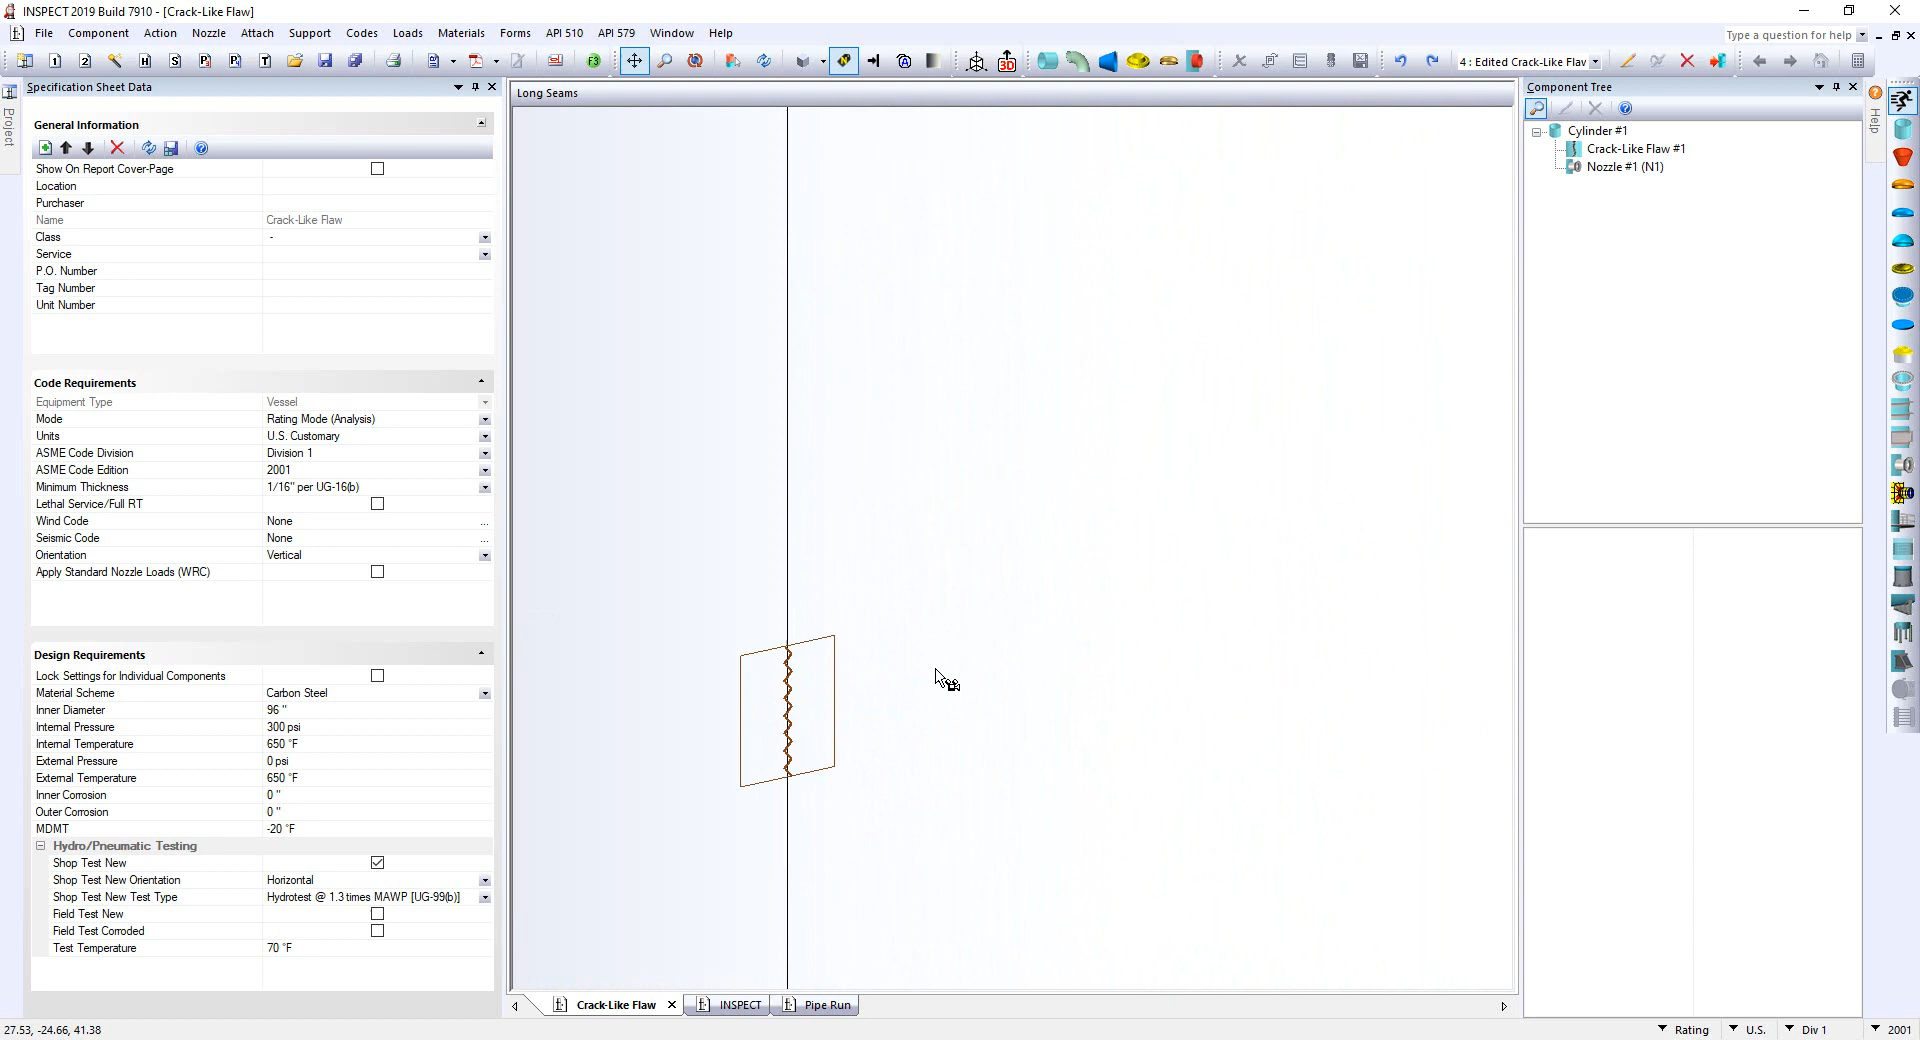 INSPECT 2019 Build 7910 - [Crack-Like Flaw]
File Component Action Nozzle Attach Support Codes Loads Materials Forms API 510 API 579 Window Help
Type a question for help
4 : Edited Crack-Like Flav
Project
Specification Sheet Data
General Information
Show On Report Cover-Page
Location
Purchaser
Name Crack-Like Flaw
Class -
Service
P.O. Number
Tag Number
Unit Number
Code Requirements
Equipment Type Vessel
Mode Rating Mode (Analysis)
Units U.S. Customary
ASME Code Division Division 1
ASME Code Edition 2001
Minimum Thickness 1/16" per UG-16(b)
Lethal Service/Full RT
Wind Code None ...
Seismic Code None ...
Orientation Vertical
Apply Standard Nozzle Loads (WRC)
Design Requirements
Lock Settings for Individual Components
Material Scheme Carbon Steel
Inner Diameter 96 "
Internal Pressure 300 psi
Internal Temperature 650 °F
External Pressure 0 psi
External Temperature 650 °F
Inner Corrosion 0 "
Outer Corrosion 0 "
MDMT -20 °F
Hydro/Pneumatic Testing
Shop Test New
Shop Test New Orientation Horizontal
Shop Test New Test Type Hydrotest @ 1.3 times MAWP [UG-99(b)]
Field Test New
Field Test Corroded
Test Temperature 70 °F
Long Seams
Crack-Like Flaw INSPECT Pipe Run
Component Tree
Cylinder #1
Crack-Like Flaw #1
Nozzle #1 (N1)
Help
27.53, -24.66, 41.38
Rating U.S. Div 1 2001